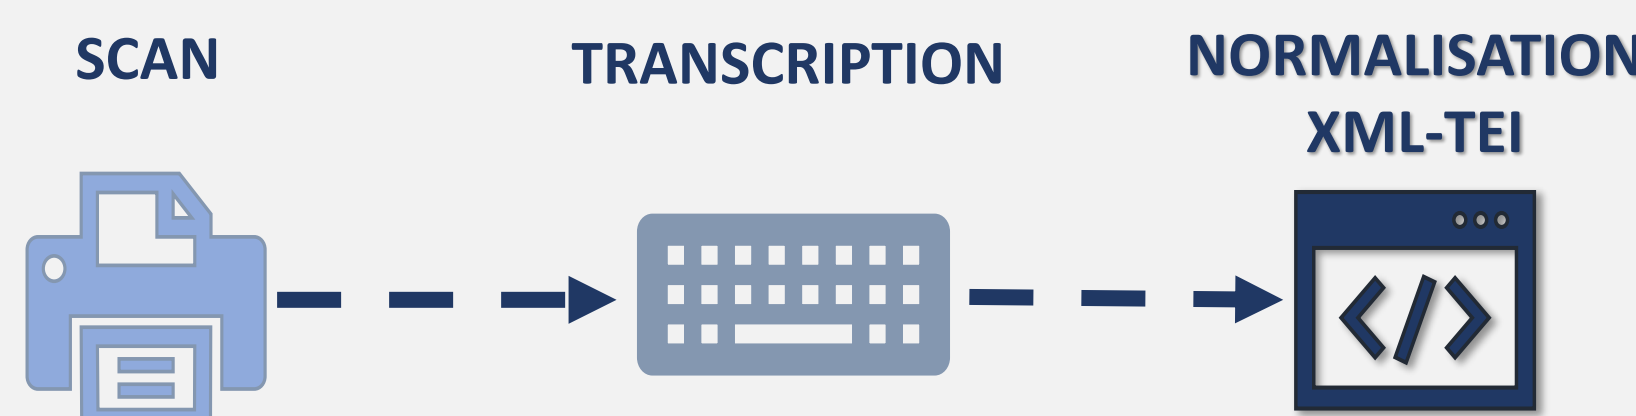 SCAN
TRANSCRIPTION
NORMALISATION
XML-TEI
</>